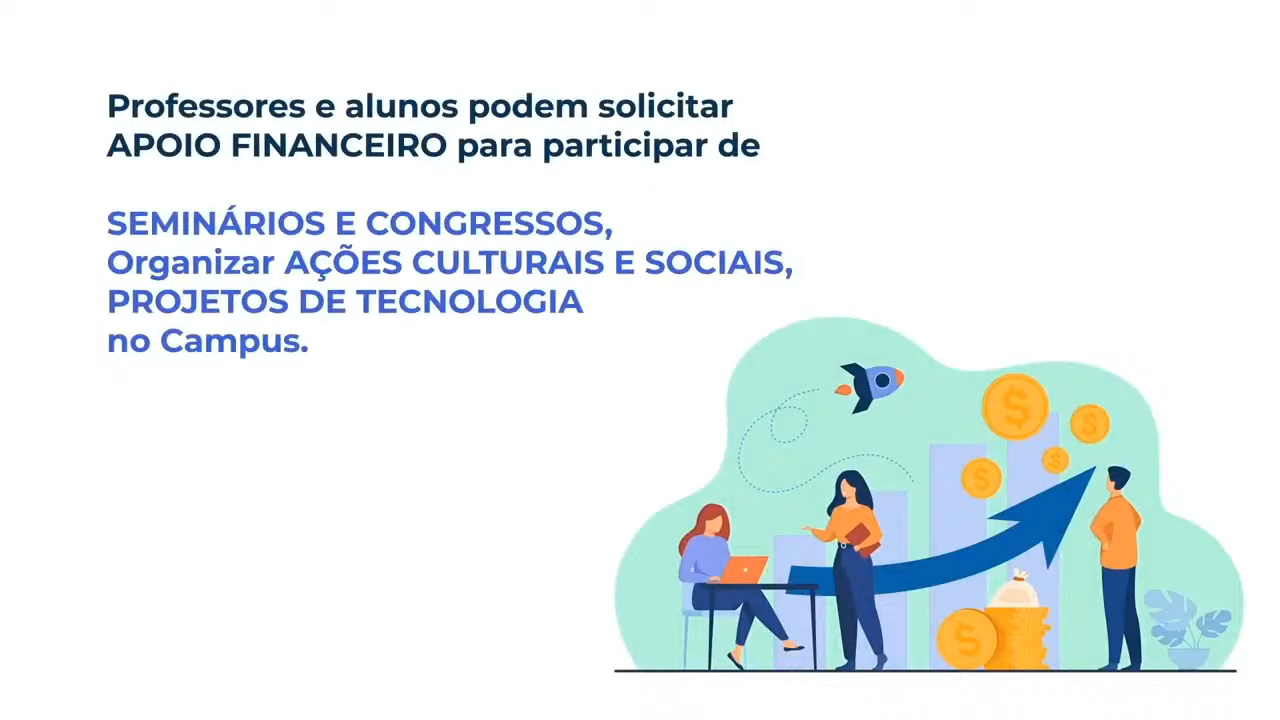 Professores e alunos podem solicitar
APOIO FINANCEIRO para participar de
SEMINÁRIOS E CONGRESSOS,
Organizar AÇÕES CULTURAIS E SOCIAIS,
PROJETOS DE TECNOLOGIA
no Campus.
$
$
$
$
$